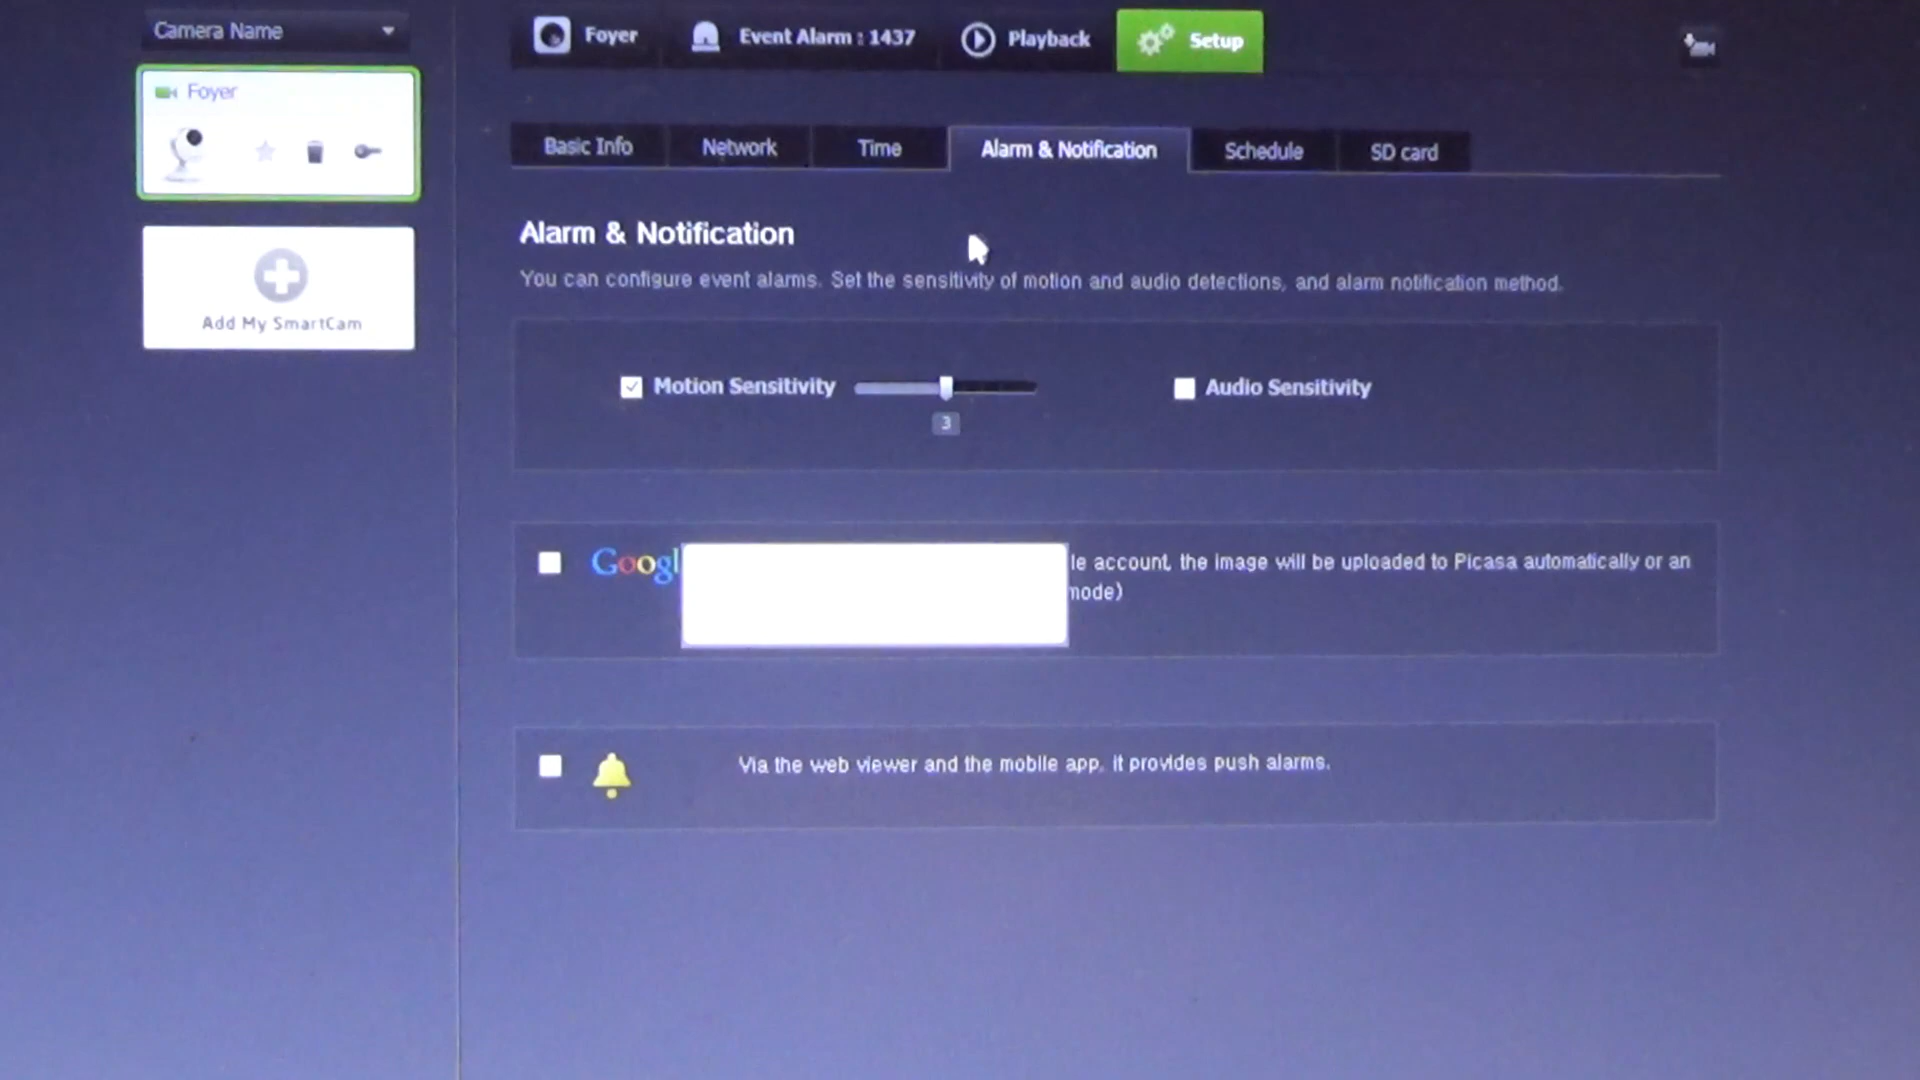 Camera Name
Foyer
Event Alarm : 1437
Playback
Setup
Foyer
Add My SmartCam
Basic Info
Network
Time
Alarm & Notification
Schedule
SD card
Alarm & Notification
You can configure event alarms. Set the sensitivity of motion and audio detections, and alarm notification method.
Motion Sensitivity
3
Audio Sensitivity
Googl
le account, the image will be uploaded to Picasa automatically or an
mode)
Via the web viewer and the mobile app, it provides push alarms.